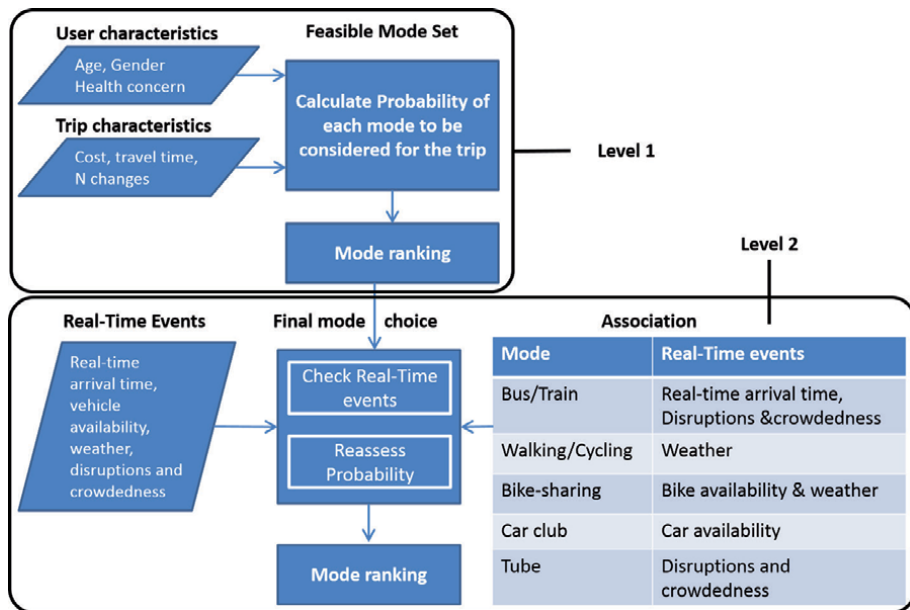 User characteristics
Age, Gender
Health concern
Trip characteristics
Cost, travel time,
N changes
Feasible Mode Set
Calculate Probability of
each mode to be
considered for the trip
Mode ranking
Level 1
Level 2
Real-Time Events
Real-time
arrival time,
vehicle
availability,
weather,
disruptions and
crowdedness
Final mode choice
Check Real-Time
events
Reassess
Probability
Mode ranking
Association
Mode Real-Time events
Bus/Train Real-time arrival time,
Disruptions &crowdedness
Walking/Cycling Weather
Bike-sharing Bike availability & weather
Car club Car availability
Tube Disruptions and
crowdedness